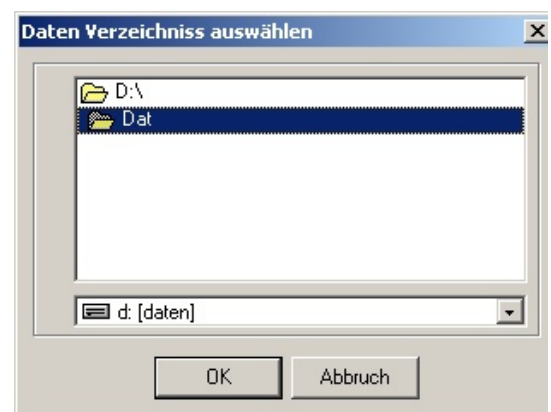 Daten Verzeichniss auswählen
D:\
Dat
d: [daten]
OK
Abbruch